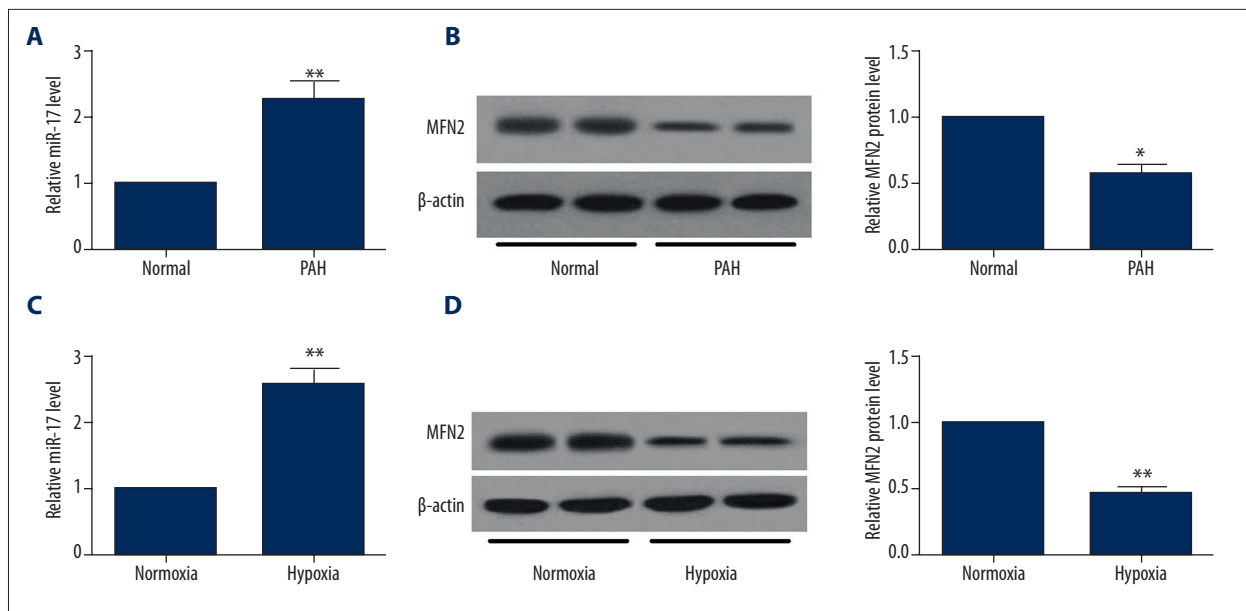 A
Relative miR-17 level
3
2
1
0
**
Normal
PAH
B
MFN2
β-actin
Normal
PAH
Relative MFN2 protein level
1.5
1.0
0.5
0.0
*
Normal
PAH
C
Relative miR-17 level
3
2
1
0
**
Normoxia
Hypoxia
D
MFN2
β-actin
Normoxia
Hypoxia
Relative MFN2 protein level
1.5
1.0
0.5
0.0
**
Normoxia
Hypoxia